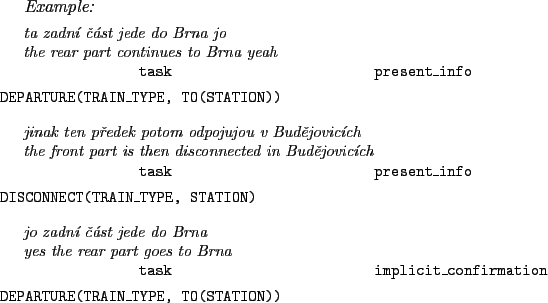 Example:
ta zadní část jede do Brna jo
the rear part continues to Brna yeah
task present_info
DEPARTURE(TRAIN_TYPE, TO(STATION))
jinak ten předek potom odpojujou v Budějovicích
the front part is then disconnected in Budějovicích
task present_info
DISCONNECT(TRAIN_TYPE, STATION)
jo zadní část jede do Brna
yes the rear part goes to Brna
task implicit_confirmation
DEPARTURE(TRAIN_TYPE, TO(STATION))